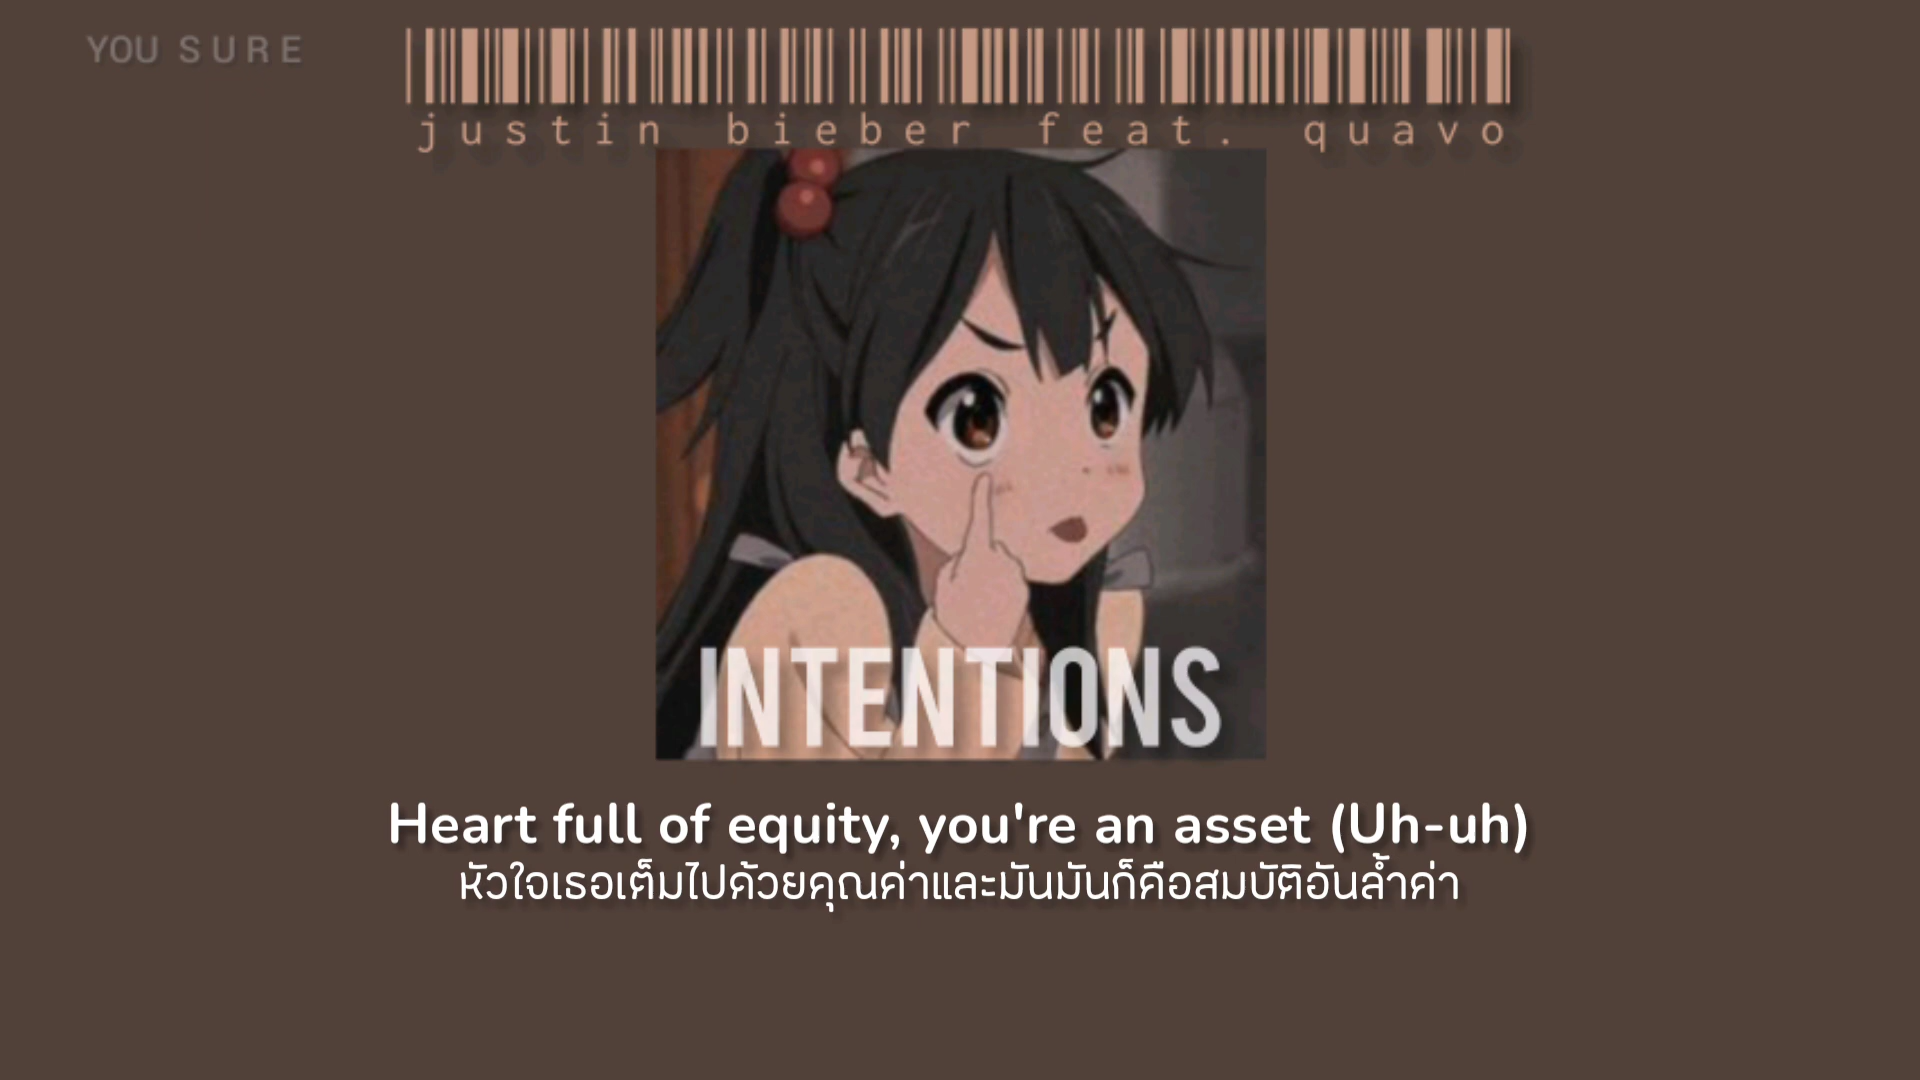 YOU SURE
justin bieber feat. quavo
INTENTIONS
Heart full of equity, you're an asset (Uh-uh)
หัวใจเธอเต็มไปด้วยคุณค่าและมันมันก็คือสมบัติอันล้ำค่า